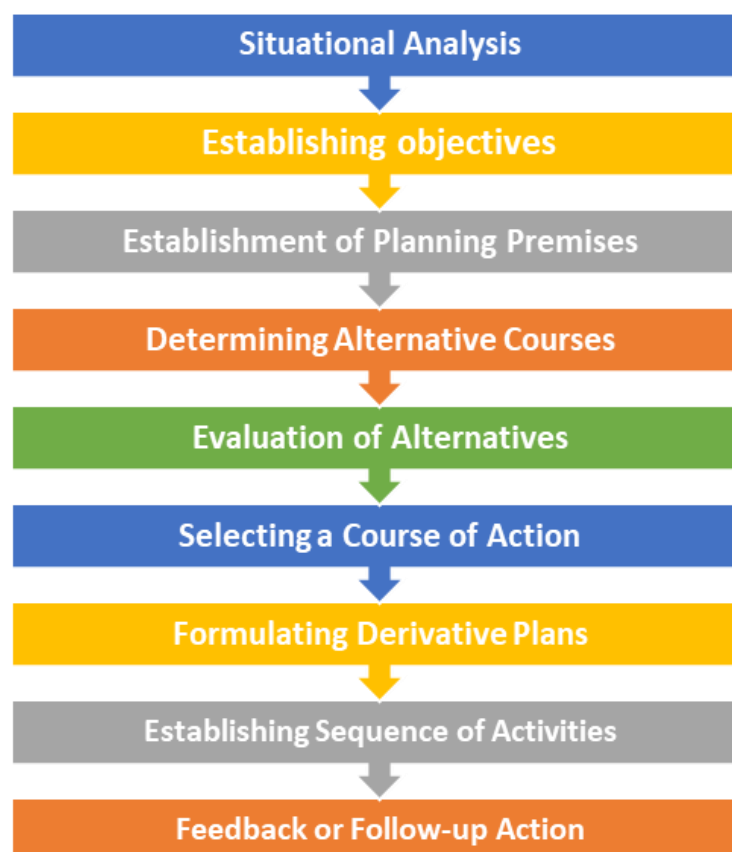 Situational Analysis
Establishing objectives
Establishment of Planning Premises
Determining Alternative Courses
Evaluation of Alternatives
Selecting a Course of Action
Formulating Derivative Plans
Establishing Sequence of Activities
Feedback or Follow-up Action